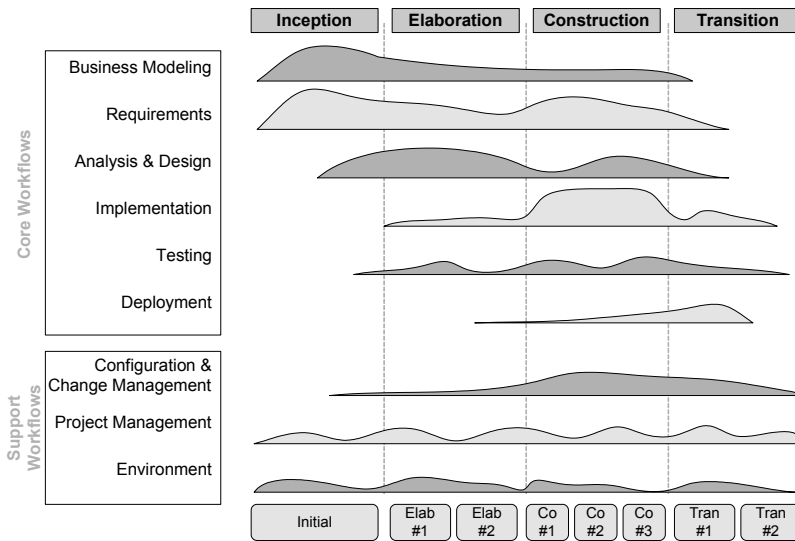 Inception Elaboration Construction Transition
Core Workflows
Business Modeling
Requirements
Analysis & Design
Implementation
Testing
Deployment
Support
Workflows
Configuration &
Change Management
Project Management
Environment
Initial
Elab
#1
Elab
#2
Co
#1
Co
#2
Co
#3
Tran
#1
Tran
#2